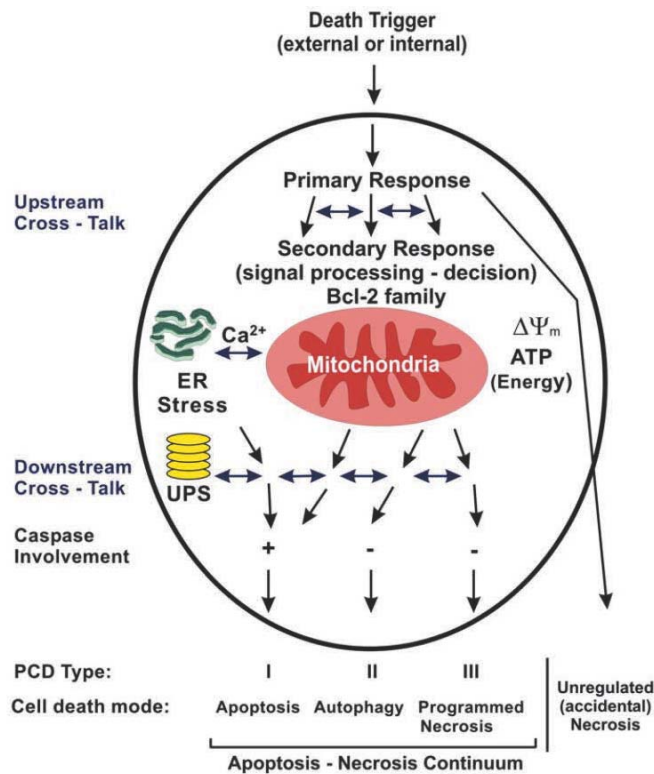 Death Trigger
(external or internal)
Primary Response
Upstream
Cross - Talk
Secondary Response
(signal processing - decision)
Bcl-2 family
Ca²⁺
ΔΨₘ
Mitochondria
ATP
(Energy)
ER
Stress
Downstream
Cross - Talk
UPS
Caspase
Involvement
+ - -
PCD Type: I II III
Cell death mode: Apoptosis Autophagy Programmed
Necrosis
Unregulated
(accidental)
Necrosis
Apoptosis - Necrosis Continuum